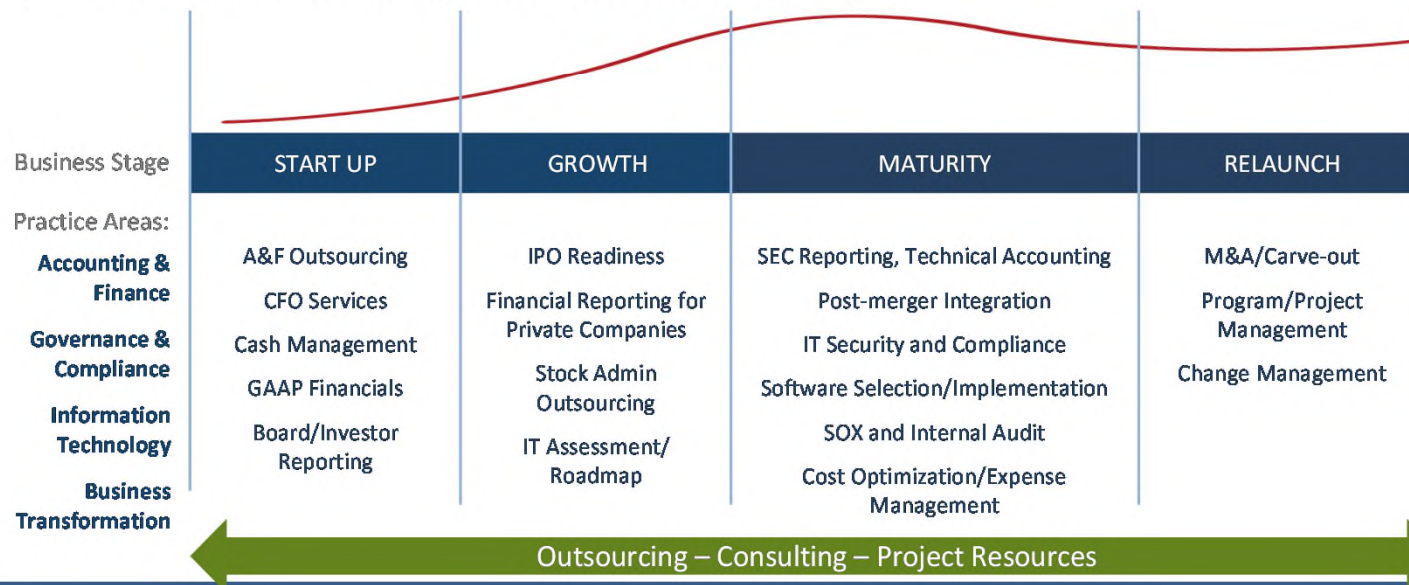 Business Stage
START UP
GROWTH
MATURITY
RELAUNCH
Practice Areas:
Accounting &
Finance
Governance &
Compliance
Information
Technology
Business
Transformation
A&F Outsourcing
CFO Services
Cash Management
GAAP Financials
Board/Investor
Reporting
IPO Readiness
Financial Reporting for
Private Companies
Stock Admin
Outsourcing
IT Assessment/
Roadmap
SEC Reporting, Technical Accounting
Post-merger Integration
IT Security and Compliance
Software Selection/Implementation
SOX and Internal Audit
Cost Optimization/Expense
Management
M&A/Carve-out
Program/Project
Management
Change Management
Outsourcing – Consulting – Project Resources